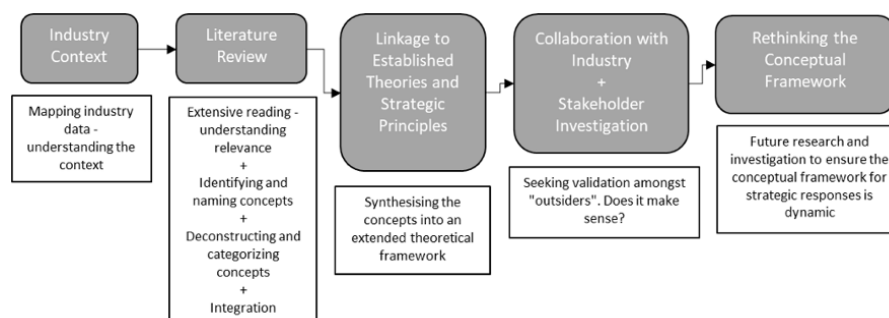 Industry
Context
Mapping industry
data -
understanding the
context
Literature
Review
Extensive reading -
understanding
relevance
+
Identifying and
naming concepts
+
Deconstructing and
categorizing
concepts
+
Integration
Linkage to
Established
Theories and
Strategic
Principles
Synthesising the
concepts into an
extended theoretical
framework
Collaboration with
Industry
+
Stakeholder
Investigation
Seeking validation amongst
"outsiders". Does it make
sense?
Rethinking the
Conceptual
Framework
Future research and
investigation to ensure the
conceptual framework for
strategic responses is
dynamic